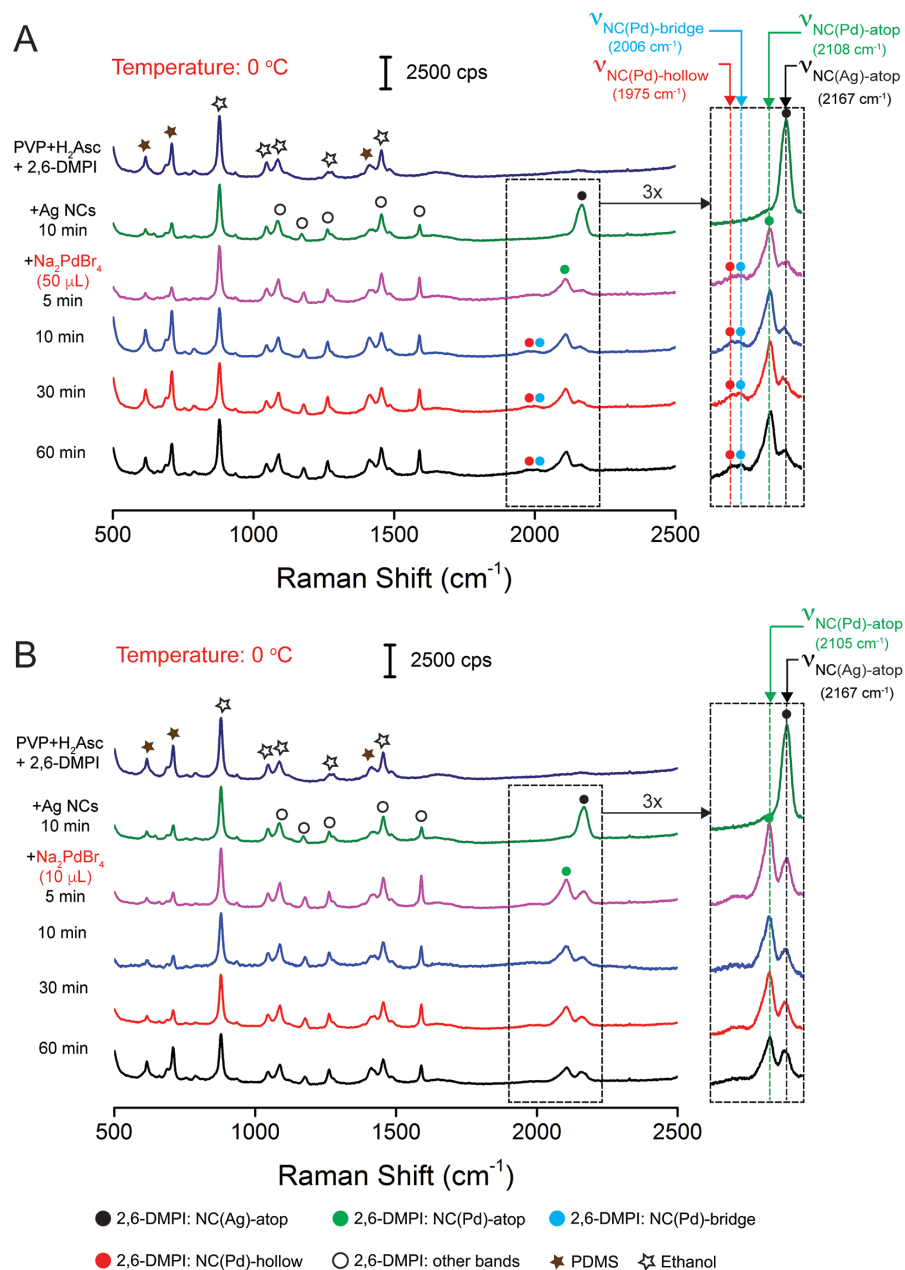 A
Temperature: 0 °C
2500 cps
ν NC(Pd)-bridge
(2006 cm⁻¹)
ν NC(Pd)-hollow
(1975 cm⁻¹)
ν NC(Pd)-atop
(2108 cm⁻¹)
ν NC(Ag)-atop
(2167 cm⁻¹)
PVP+H₂Asc
+ 2,6-DMPI
+Ag NCs
10 min
3x
+Na₂PdBr₄
(50 µL)
5 min
10 min
30 min
60 min
500 1000 1500 2000 2500
Raman Shift (cm⁻¹)
B
Temperature: 0 °C
2500 cps
ν NC(Pd)-atop
(2105 cm⁻¹)
ν NC(Ag)-atop
(2167 cm⁻¹)
PVP+H₂Asc
+ 2,6-DMPI
+Ag NCs
10 min
3x
+Na₂PdBr₄
(10 µL)
5 min
10 min
30 min
60 min
500 1000 1500 2000 2500
Raman Shift (cm⁻¹)
2,6-DMPI: NC(Ag)-atop 2,6-DMPI: NC(Pd)-atop 2,6-DMPI: NC(Pd)-bridge
2,6-DMPI: NC(Pd)-hollow 2,6-DMPI: other bands PDMS Ethanol